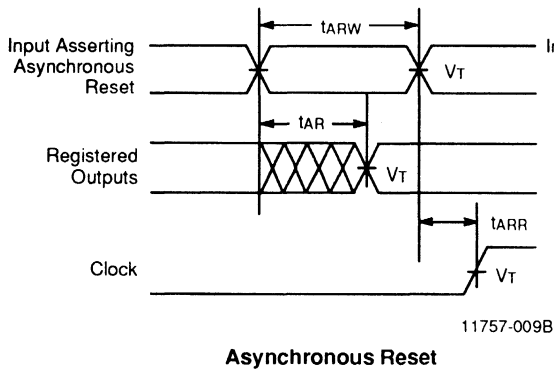 tARW
Input Asserting
Asynchronous
Reset
VT
tAR
Registered
Outputs
VT
tARR
Clock
VT
11757-009B
Asynchronous Reset